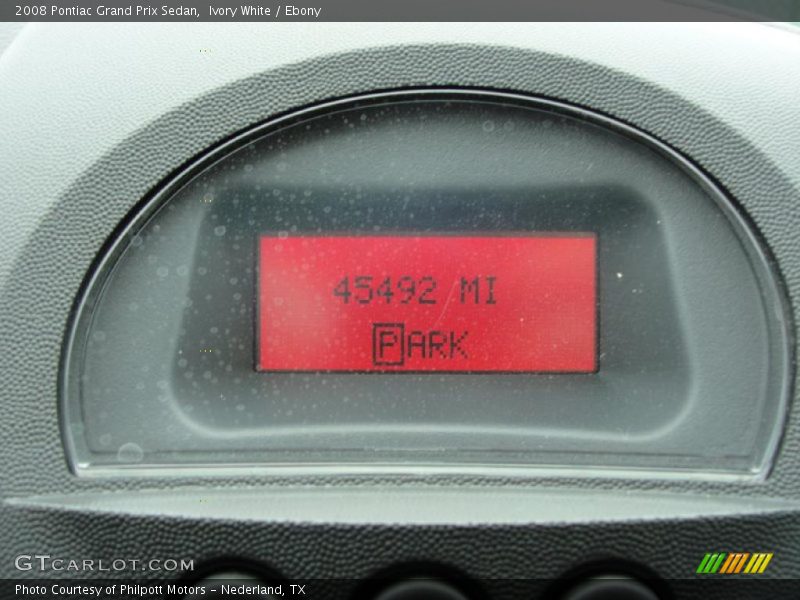 2008 Pontiac Grand Prix Sedan,  Ivory White / Ebony
45492 MI
PARK
GTCARLOT.COM
Photo Courtesy of Philpott Motors - Nederland, TX